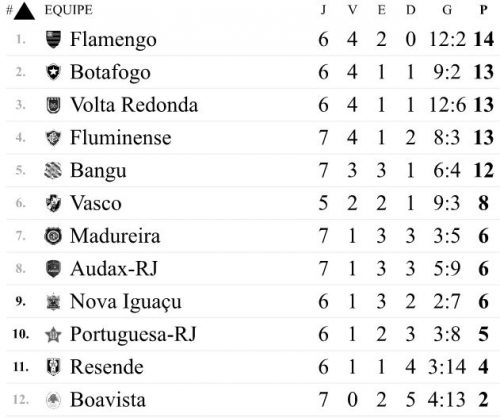 # EQUIPE J V E D G P
1. Flamengo 6 4 2 0 12:2 14
2. Botafogo 6 4 1 1 9:2 13
3. Volta Redonda 6 4 1 1 12:6 13
4. Fluminense 7 4 1 2 8:3 13
5. Bangu 7 3 3 1 6:4 12
6. Vasco 5 2 2 1 9:3 8
7. Madureira 7 1 3 3 3:5 6
8. Audax-RJ 7 1 3 3 5:9 6
9. Nova Iguaçu 6 1 3 2 2:7 6
10. Portuguesa-RJ 6 1 2 3 3:8 5
11. Resende 6 1 1 4 3:14 4
12. Boavista 7 0 2 5 4:13 2